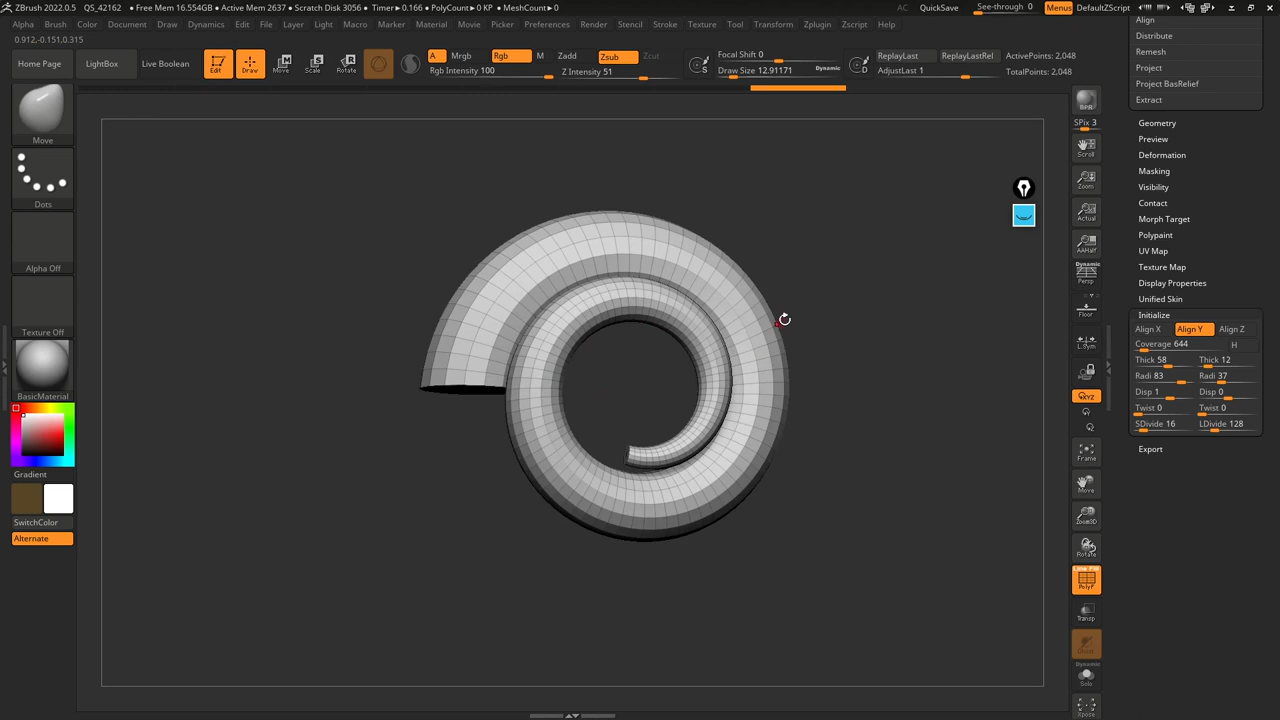 ZBrush 2022.0.5 QS_42162 • Free Mem 16.554GB • Active Mem 2637 • Scratch Disk 3056 • Timer▸0.166 • PolyCount▸0 KP • MeshCount▸0 AC QuickSave See-through 0 Menus DefaultZScript
Alpha Brush Color Document Draw Dynamics Edit File Layer Light Macro Marker Material Movie Picker Preferences Render Stencil Stroke Texture Tool Transform Zplugin Zscript Help
0.912,-0.151,0.315
Home Page LightBox Live Boolean Edit Draw Move Scale Rotate
A Mrgb Rgb M Zadd Zsub Zcut
Rgb Intensity 100 Z Intensity 51
S
Focal Shift 0
Draw Size 12.91171 Dynamic
D
ReplayLast ReplayLastRel
AdjustLast 1
ActivePoints: 2,048
TotalPoints: 2,048
Move
Dots
Alpha Off
Texture Off
BasicMaterial
Gradient
SwitchColor
Alternate
BPR
SPix 3
Scroll
Zoom
Actual
AAHalf
Dynamic
Persp
Floor
L.Sym
XYZ
Frame
Move
Zoom3D
Rotate
Line Fill
PolyF
Transp
Ghost
Dynamic
Solo
Xpose
Align
Distribute
Remesh
Project
Project BasRelief
Extract
Geometry
Preview
Deformation
Masking
Visibility
Contact
Morph Target
Polypaint
UV Map
Texture Map
Display Properties
Unified Skin
Initialize
Align X Align Y Align Z
Coverage 644 H
Thick 58 Thick 12
Radi 83 Radi 37
Disp 1 Disp 0
Twist 0 Twist 0
SDivide 16 LDivide 128
Export